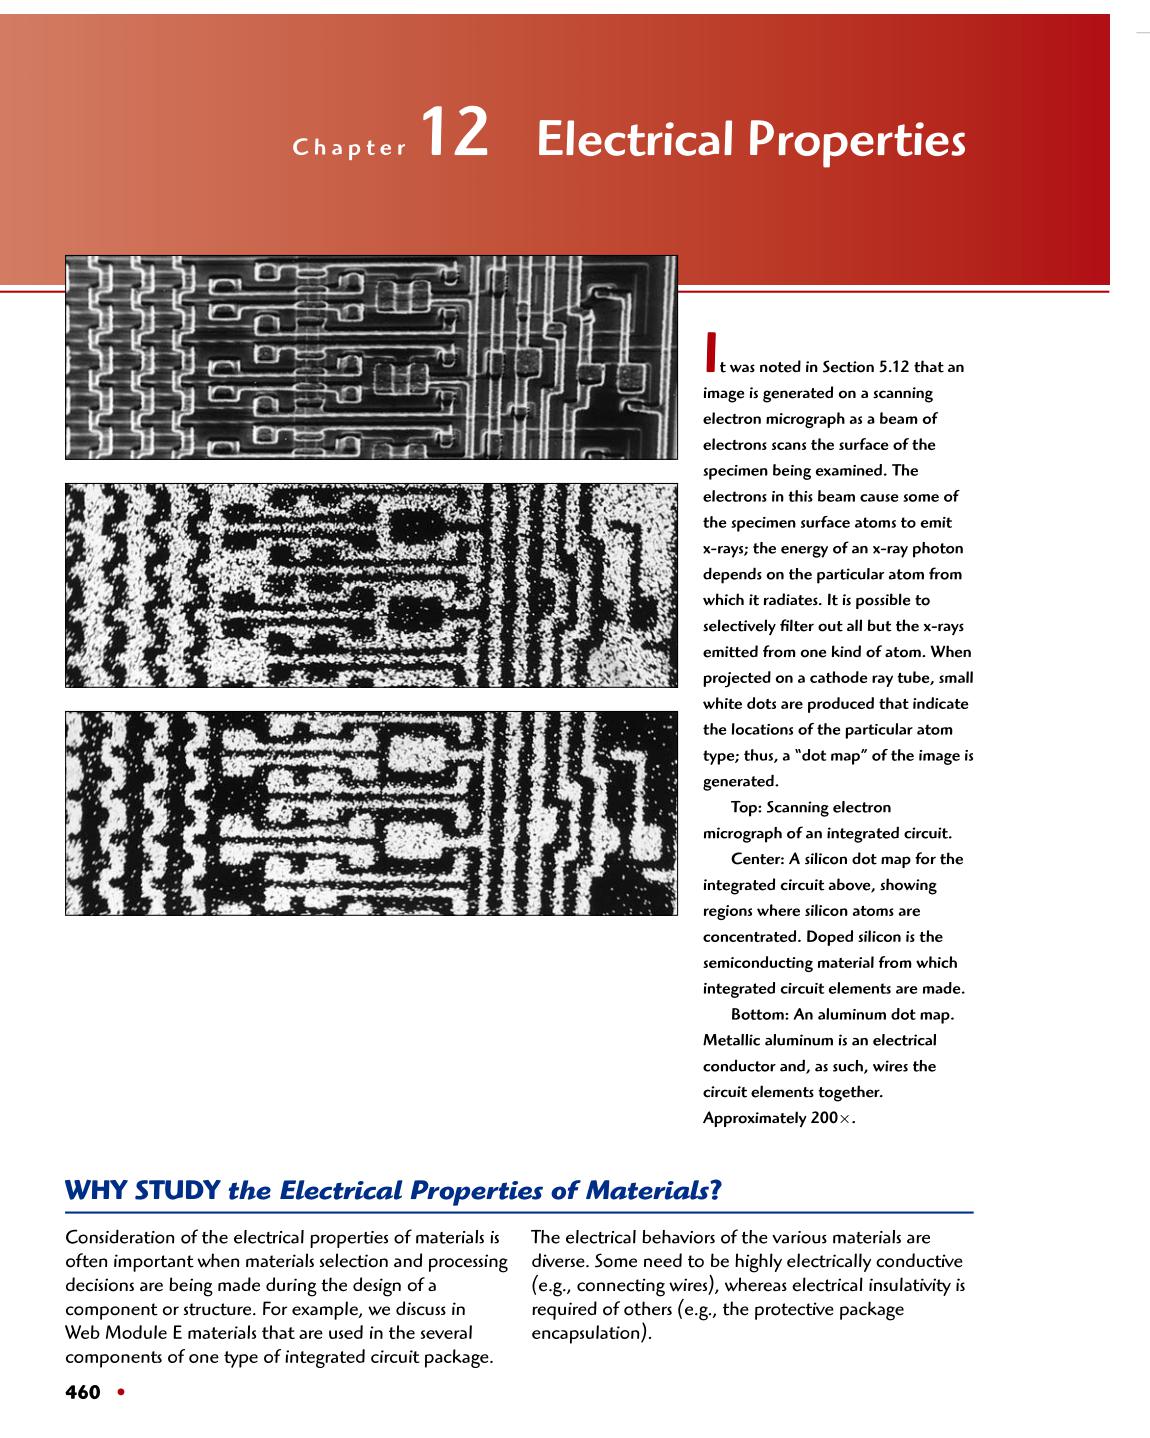 Chapter 12 Electrical Properties
It was noted in Section 5.12 that an
image is generated on a scanning
electron micrograph as a beam of
electrons scans the surface of the
specimen being examined. The
electrons in this beam cause some of
the specimen surface atoms to emit
x-rays; the energy of an x-ray photon
depends on the particular atom from
which it radiates. It is possible to
selectively filter out all but the x-rays
emitted from one kind of atom. When
projected on a cathode ray tube, small
white dots are produced that indicate
the locations of the particular atom
type; thus, a “dot map” of the image is
generated.
Top: Scanning electron
micrograph of an integrated circuit.
Center: A silicon dot map for the
integrated circuit above, showing
regions where silicon atoms are
concentrated. Doped silicon is the
semiconducting material from which
integrated circuit elements are made.
Bottom: An aluminum dot map.
Metallic aluminum is an electrical
conductor and, as such, wires the
circuit elements together.
Approximately 200×.
WHY STUDY the Electrical Properties of Materials?
Consideration of the electrical properties of materials is
often important when materials selection and processing
decisions are being made during the design of a
component or structure. For example, we discuss in
Web Module E materials that are used in the several
components of one type of integrated circuit package.
The electrical behaviors of the various materials are
diverse. Some need to be highly electrically conductive
(e.g., connecting wires), whereas electrical insulativity is
required of others (e.g., the protective package
encapsulation).
460 •